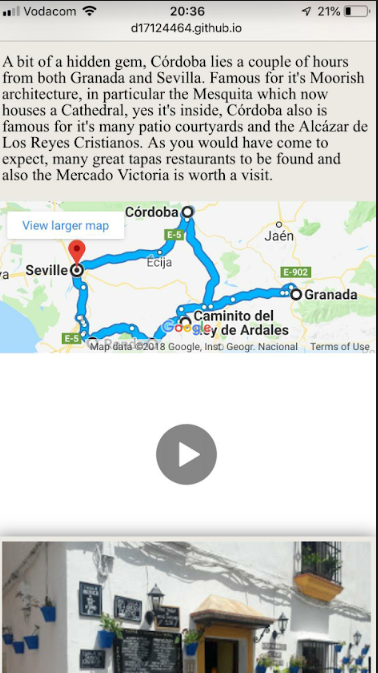 Vodacom 20:36 21%
d17124464.github.io
A bit of a hidden gem, Córdoba lies a couple of hours
from both Granada and Sevilla. Famous for it's Moorish
architecture, in particular the Mesquita which now
houses a Cathedral, yes it's inside, Córdoba also is
famous for it's many patio courtyards and the Alcázar de
Los Reyes Cristianos. As you would have come to
expect, many great tapas restaurants to be found and
also the Mercado Victoria is worth a visit.
Córdoba
View larger map
E-5
Jaén
Écija
Seville
E-902
Granada
Caminito del
Rey de Ardales
Google
E-5
Map data ©2018 Google, Inst. Geogr. Nacional Terms of Use